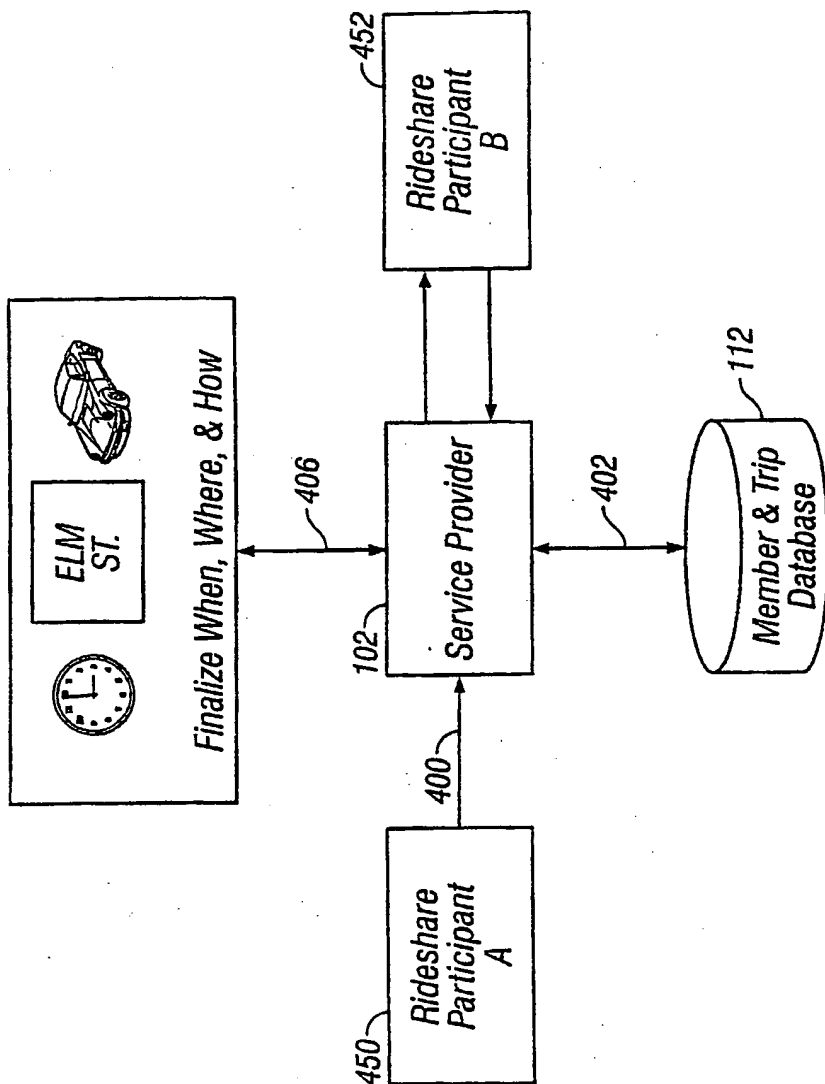 ELM
ST.
Finalize When, Where, & How
406
452
Rideshare
Participant
B
102
Service Provider
450
Rideshare
Participant
A
400
402
112
Member & Trip
Database